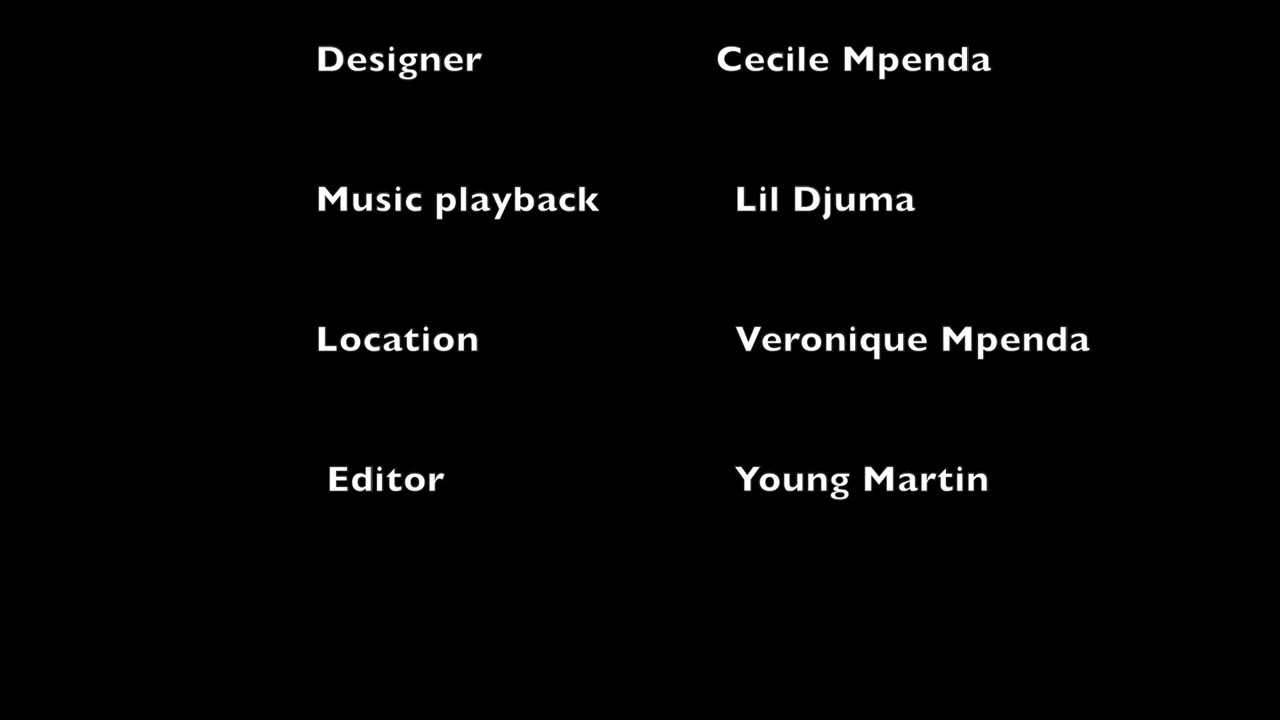 Designer Cecile Mpenda
Music playback Lil Djuma
Location Veronique Mpenda
Editor Young Martin